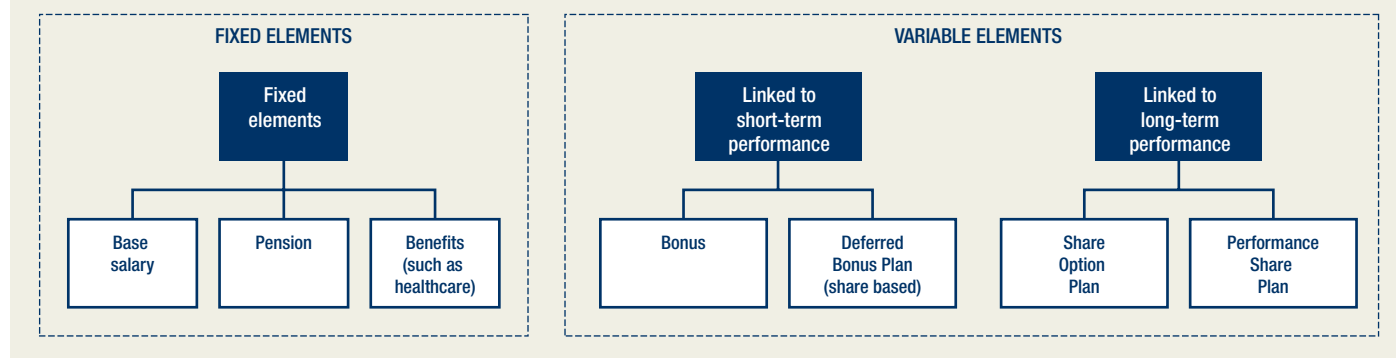 FIXED ELEMENTS
Fixed
elements
Base
salary
Pension
Benefits
(such as
healthcare)
VARIABLE ELEMENTS
Linked to
short-term
performance
Bonus
Deferred
Bonus Plan
(share based)
Linked to
long-term
performance
Share
Option
Plan
Performance
Share
Plan